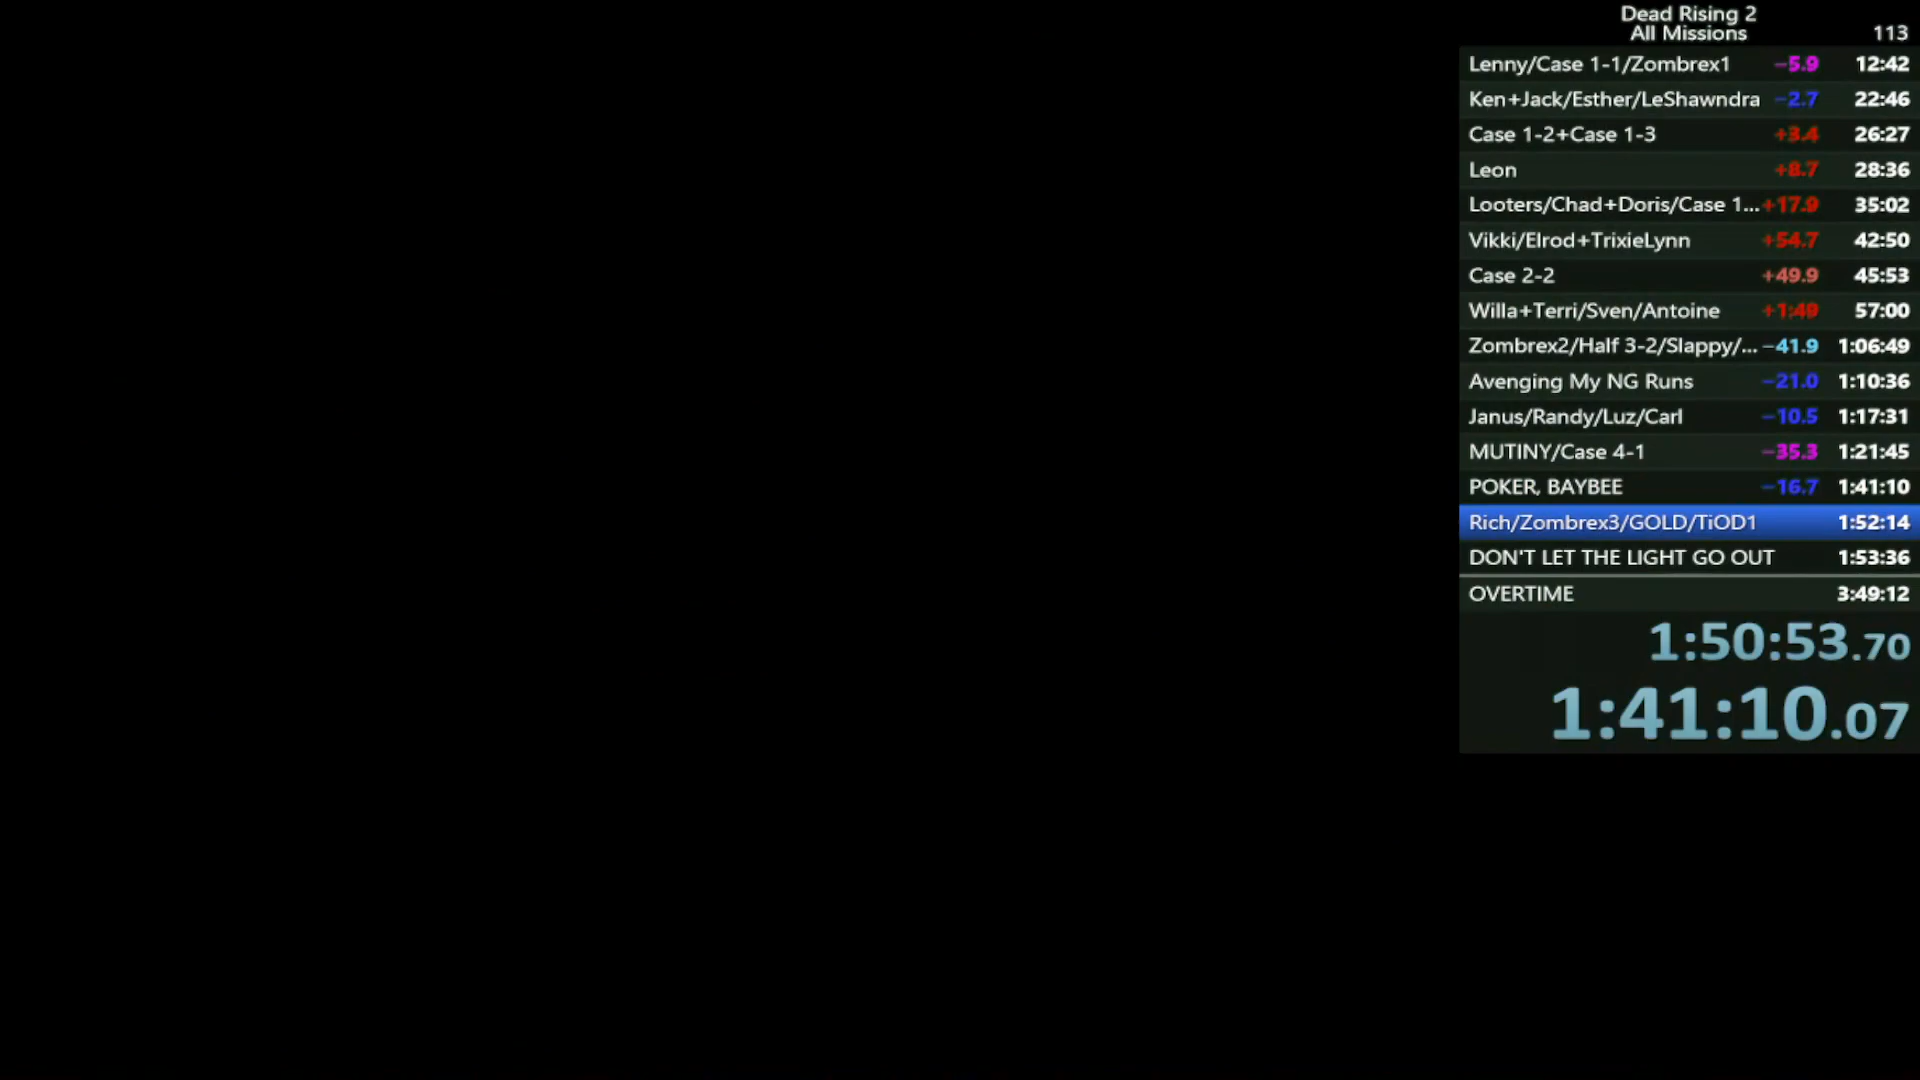 Dead Rising 2
All Missions 113
Lenny/Case 1-1/Zombrex1 −5.9 12:42
Ken+Jack/Esther/LeShawndra −2.7 22:46
Case 1-2+Case 1-3 +3.4 26:27
Leon +8.7 28:36
Looters/Chad+Doris/Case 1... +17.9 35:02
Vikki/Elrod+TrixieLynn +54.7 42:50
Case 2-2 +49.9 45:53
Willa+Terri/Sven/Antoine +1:49 57:00
Zombrex2/Half 3-2/Slappy/... −41.9 1:06:49
Avenging My NG Runs −21.0 1:10:36
Janus/Randy/Luz/Carl −10.5 1:17:31
MUTINY/Case 4-1 −35.3 1:21:45
POKER, BAYBEE −16.7 1:41:10
Rich/Zombrex3/GOLD/TiOD1 1:52:14
DON'T LET THE LIGHT GO OUT 1:53:36
OVERTIME 3:49:12
1:50:53.70
1:41:10.07